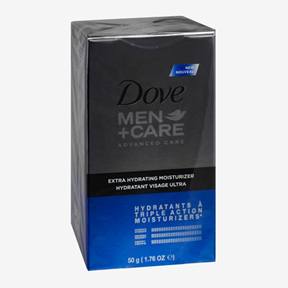 NEW
NOUVEAU
Dove
MEN
+CARE
ADVANCED CARE
EXTRA HYDRATING MOISTURIZER
HYDRATANT VISAGE ULTRA
HYDRATANTS À
TRIPLE ACTION
MOISTURIZERS*
50 g (1.76 OZ ℮)